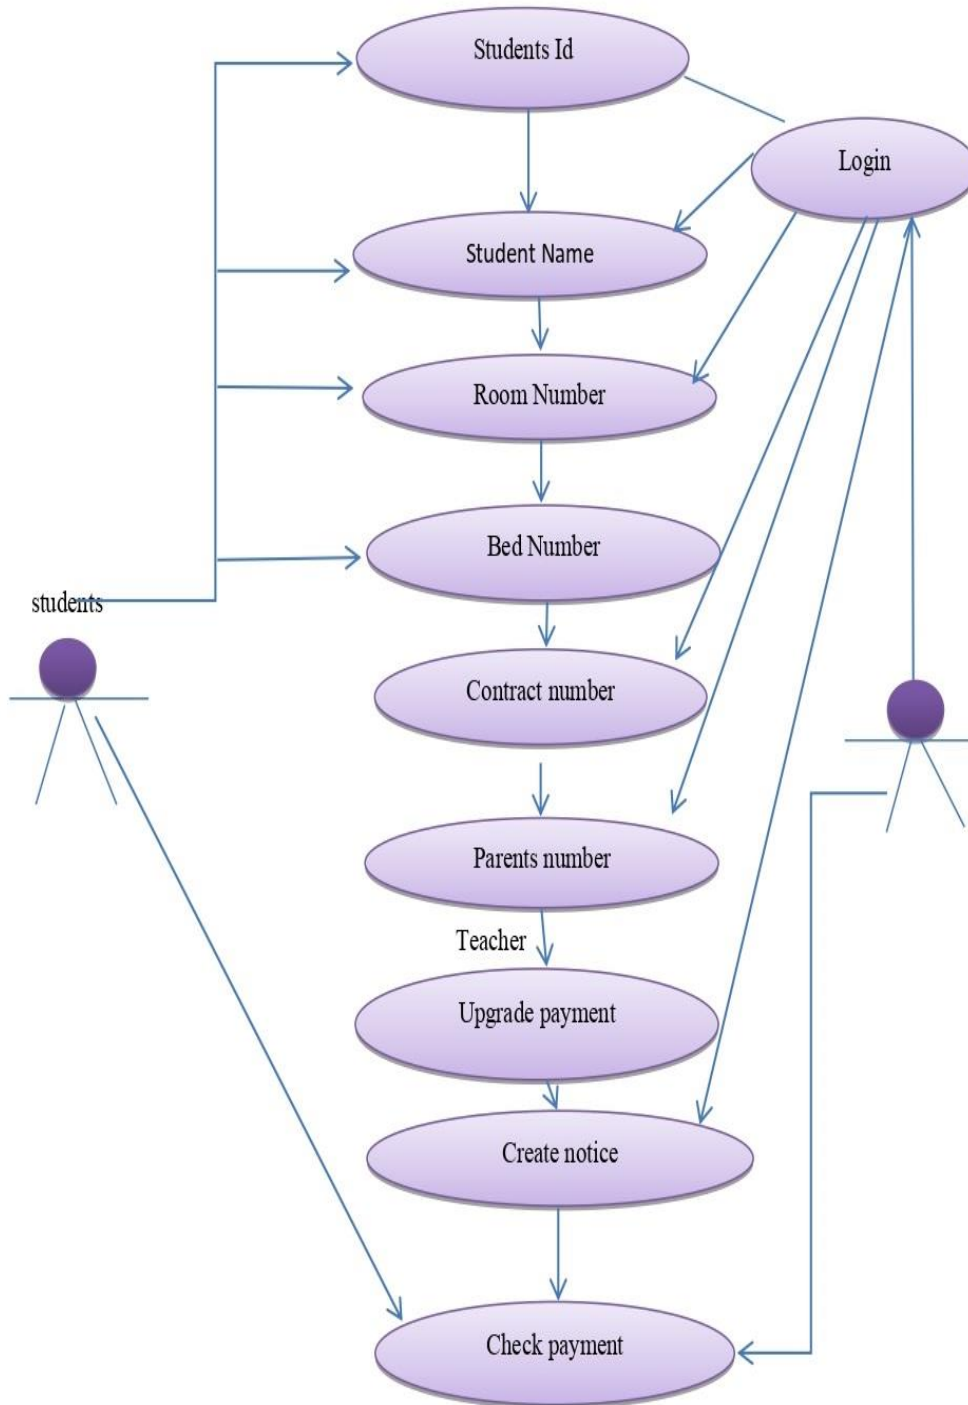 Students Id
Login
Student Name
Room Number
Bed Number
students
Contract number
Parents number
Teacher
Upgrade payment
Create notice
Check payment